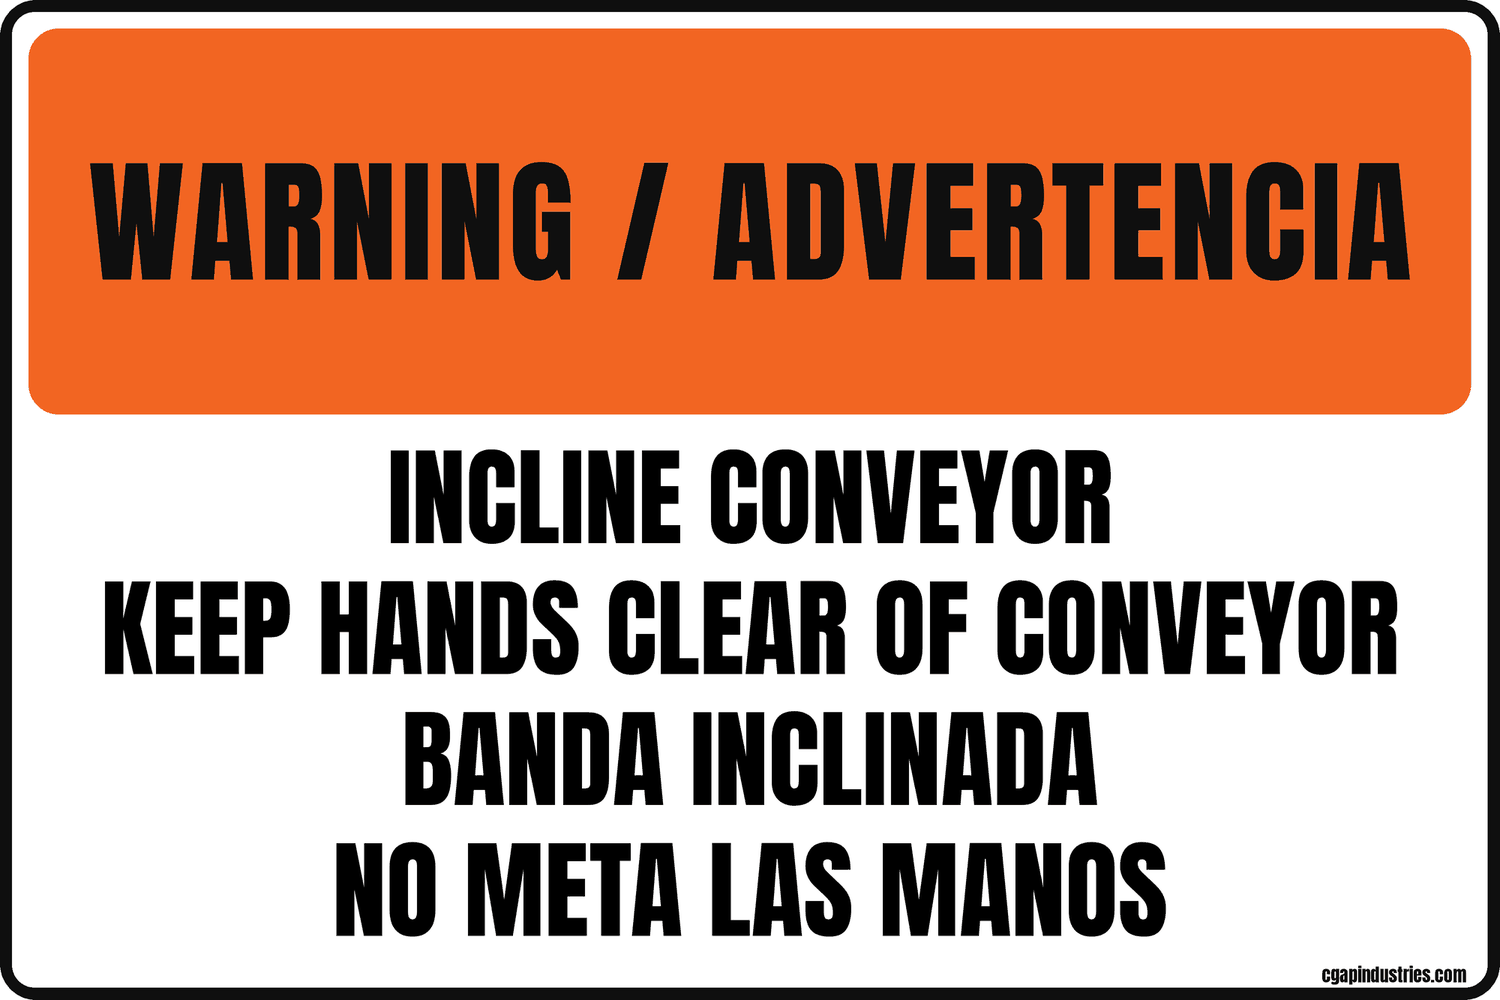 WARNING / ADVERTENCIA
INCLINE CONVEYOR
KEEP HANDS CLEAR OF CONVEYOR
BANDA INCLINADA
NO META LAS MANOS
cgapindustries.com